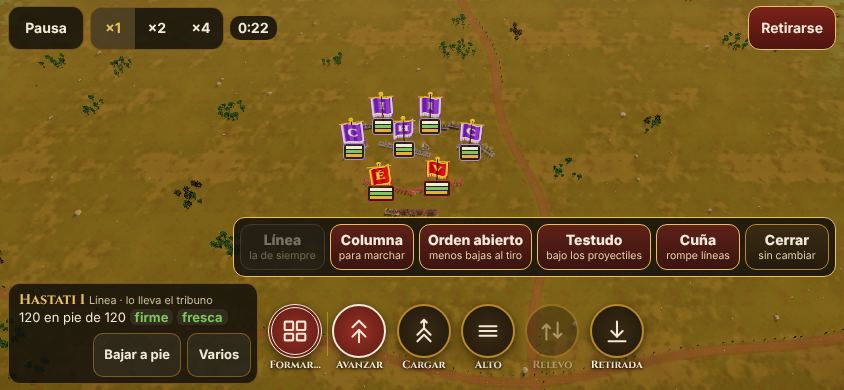 Pausa
×1
×2
×4
0:22
Retirarse
I
I
C
H
C
E
V
Línea
la de siempre
Columna
para marchar
Orden abierto
menos bajas al tiro
Testudo
bajo los proyectiles
Cuña
rompe líneas
Cerrar
sin cambiar
Hastati I Línea · lo lleva el tribuno
120 en pie de 120 firme fresca
Bajar a pie
Varios
Formar...
Avanzar
Cargar
Alto
Relevo
Retirada